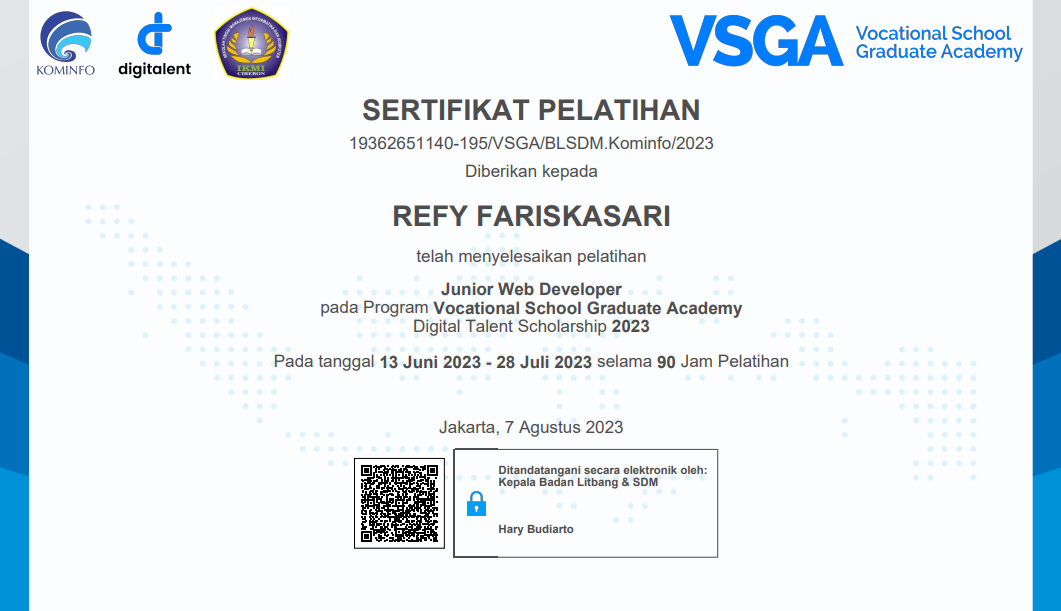 KOMINFO
digitalent
IKMI
CIREBON
VSGA
Vocational School
Graduate Academy
SERTIFIKAT PELATIHAN
19362651140-195/VSGA/BLSDM.Kominfo/2023
Diberikan kepada
REFY FARISKASARI
telah menyelesaikan pelatihan
Junior Web Developer
pada Program Vocational School Graduate Academy
Digital Talent Scholarship 2023
Pada tanggal 13 Juni 2023 - 28 Juli 2023 selama 90 Jam Pelatihan
Jakarta, 7 Agustus 2023
Ditandatangani secara elektronik oleh:
Kepala Badan Litbang & SDM
Hary Budiarto